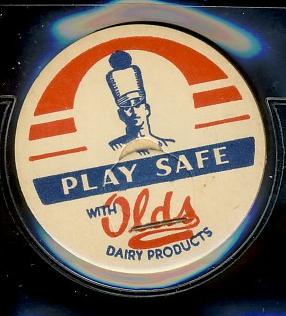 PLAY SAFE
WITH Olds
DAIRY PRODUCTS